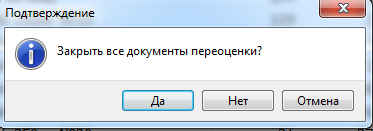 Подтверждение
Закрыть все документы переоценки?
Да
Нет
Отмена